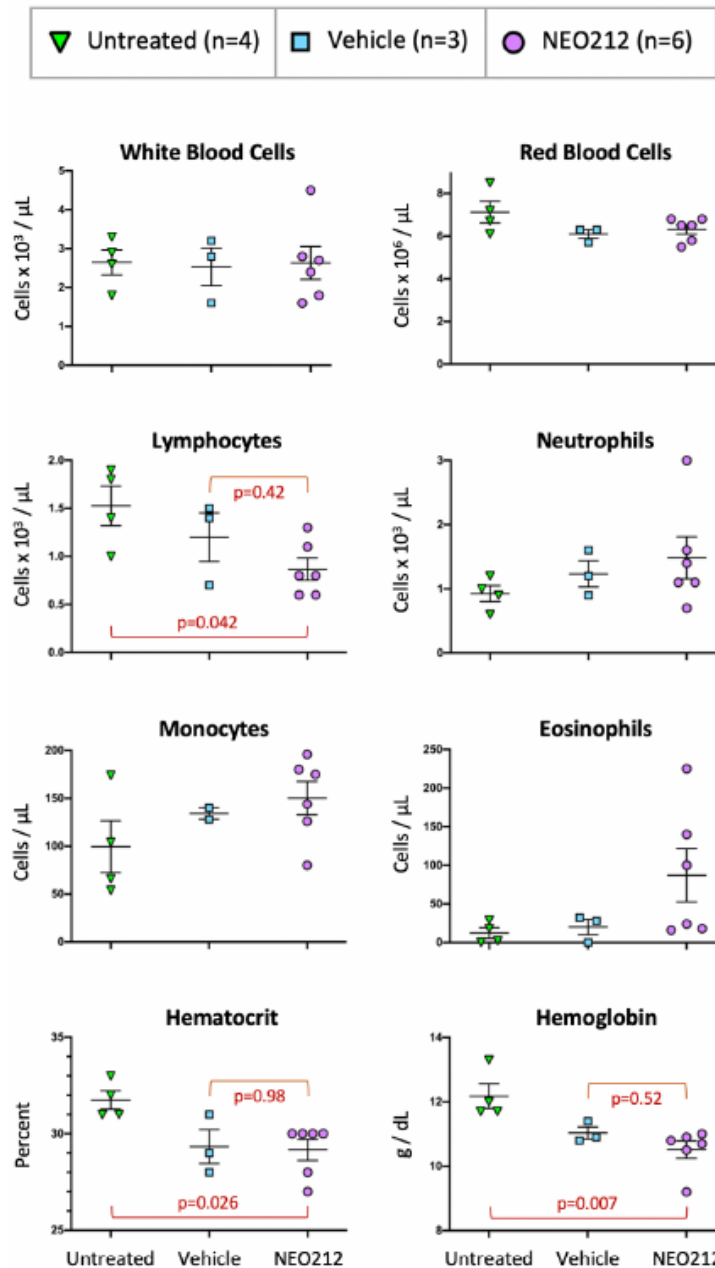 Untreated (n=4) Vehicle (n=3) NEO212 (n=6)
White Blood Cells
Cells x 10³ / µL
5
4
3
2
1
0
Red Blood Cells
Cells x 10⁶ / µL
8
6
4
2
0
Lymphocytes
Cells x 10³ / µL
2.0
1.5
1.0
0.5
0.0
p=0.42
p=0.042
Neutrophils
Cells x 10³ / µL
3
2
1
0
Monocytes
Cells / µL
200
150
100
50
0
Eosinophils
Cells / µL
250
200
150
100
50
0
Hematocrit
Percent
35
30
25
p=0.98
p=0.026
Untreated Vehicle NEO212
Hemoglobin
g / dL
14
12
10
8
p=0.52
p=0.007
Untreated Vehicle NEO212